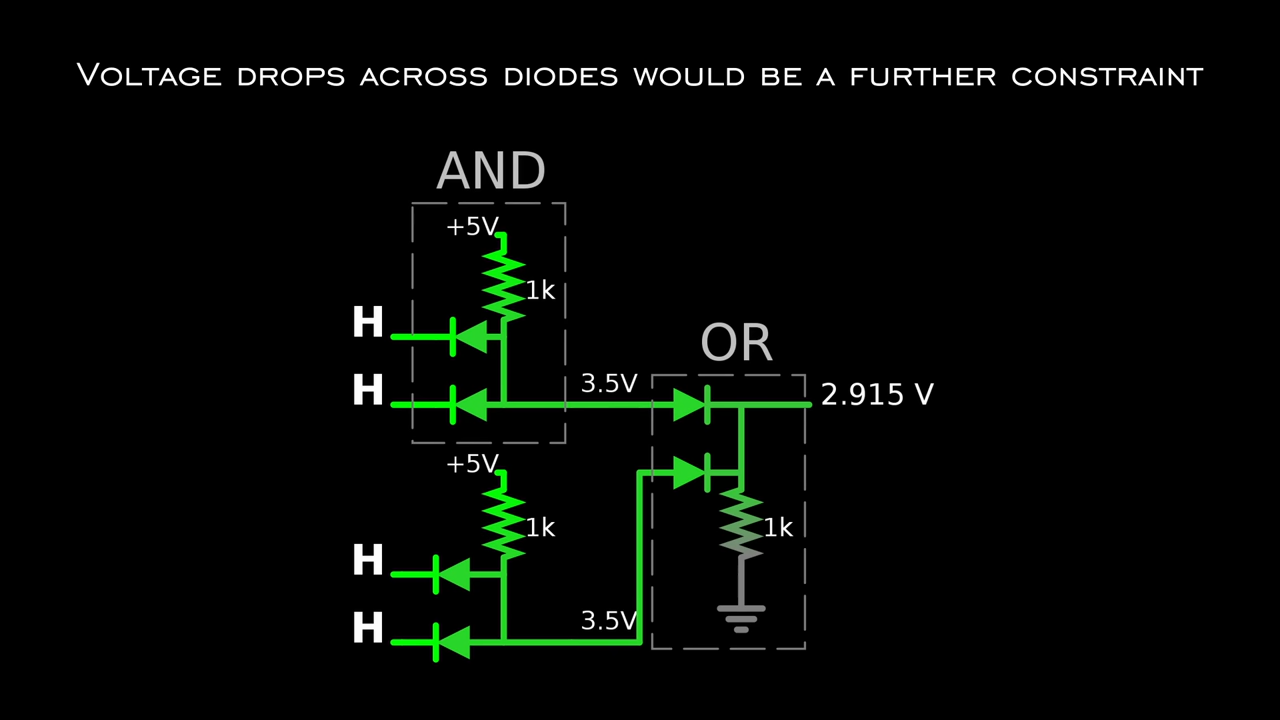 Voltage drops across diodes would be a further constraint
AND
+5V
1k
H
H
3.5V
OR
2.915 V
+5V
1k
1k
H
H
3.5V